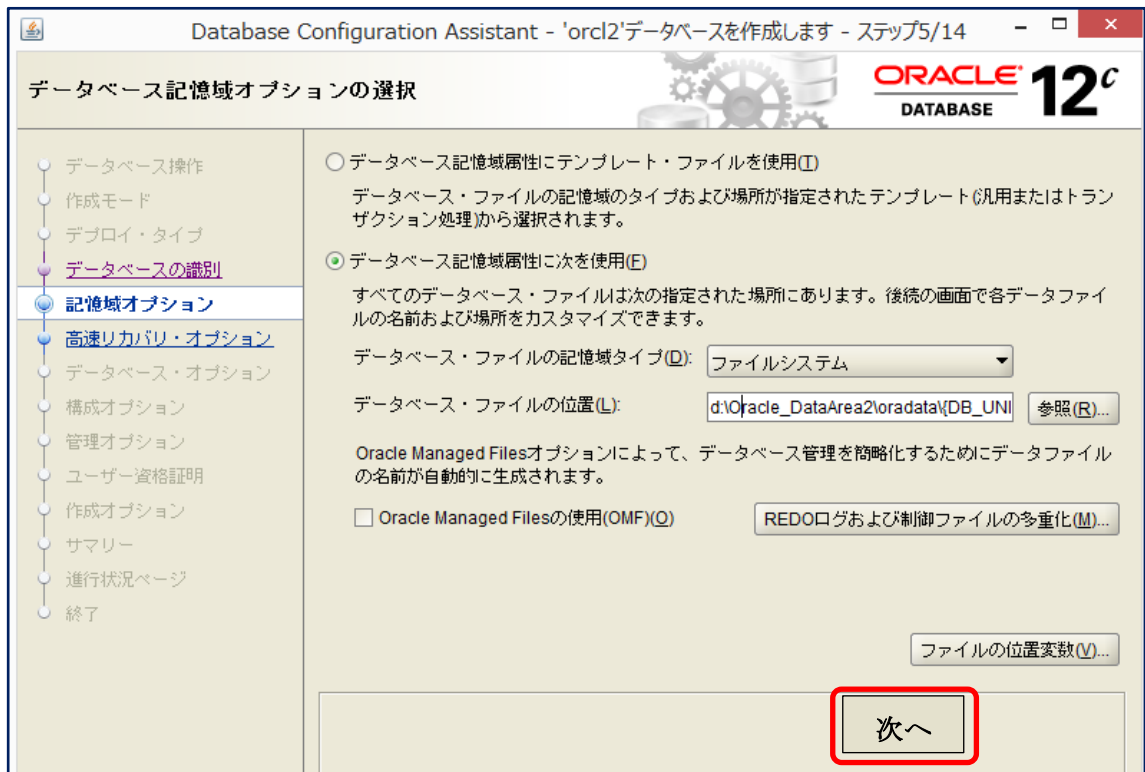 Database Configuration Assistant - 'orcl2'データベースを作成します - ステップ5/14
データベース記憶域オプションの選択
ORACLE
DATABASE
12c
データベース操作
作成モード
デプロイ・タイプ
データベースの識別
記憶域オプション
高速リカバリ・オプション
データベース・オプション
構成オプション
管理オプション
ユーザー資格証明
作成オプション
サマリー
進行状況ページ
終了
データベース記憶域属性にテンプレート・ファイルを使用(T)
データベース・ファイルの記憶域のタイプおよび場所が指定されたテンプレート(汎用またはトラン
ザクション処理)から選択されます。
データベース記憶域属性に次を使用(F)
すべてのデータベース・ファイルは次の指定された場所にあります。後続の画面で各データファイ
ルの名前および場所をカスタマイズできます。
データベース・ファイルの記憶域タイプ(D): ファイルシステム
データベース・ファイルの位置(L): d:\Oracle_DataArea2\oradata\{DB_UNI 参照(R)...
Oracle Managed Filesオプションによって、データベース管理を簡略化するためにデータファイル
の名前が自動的に生成されます。
Oracle Managed Filesの使用(OMF)(O) REDOログおよび制御ファイルの多重化(M)...
ファイルの位置変数(V)...
次へ